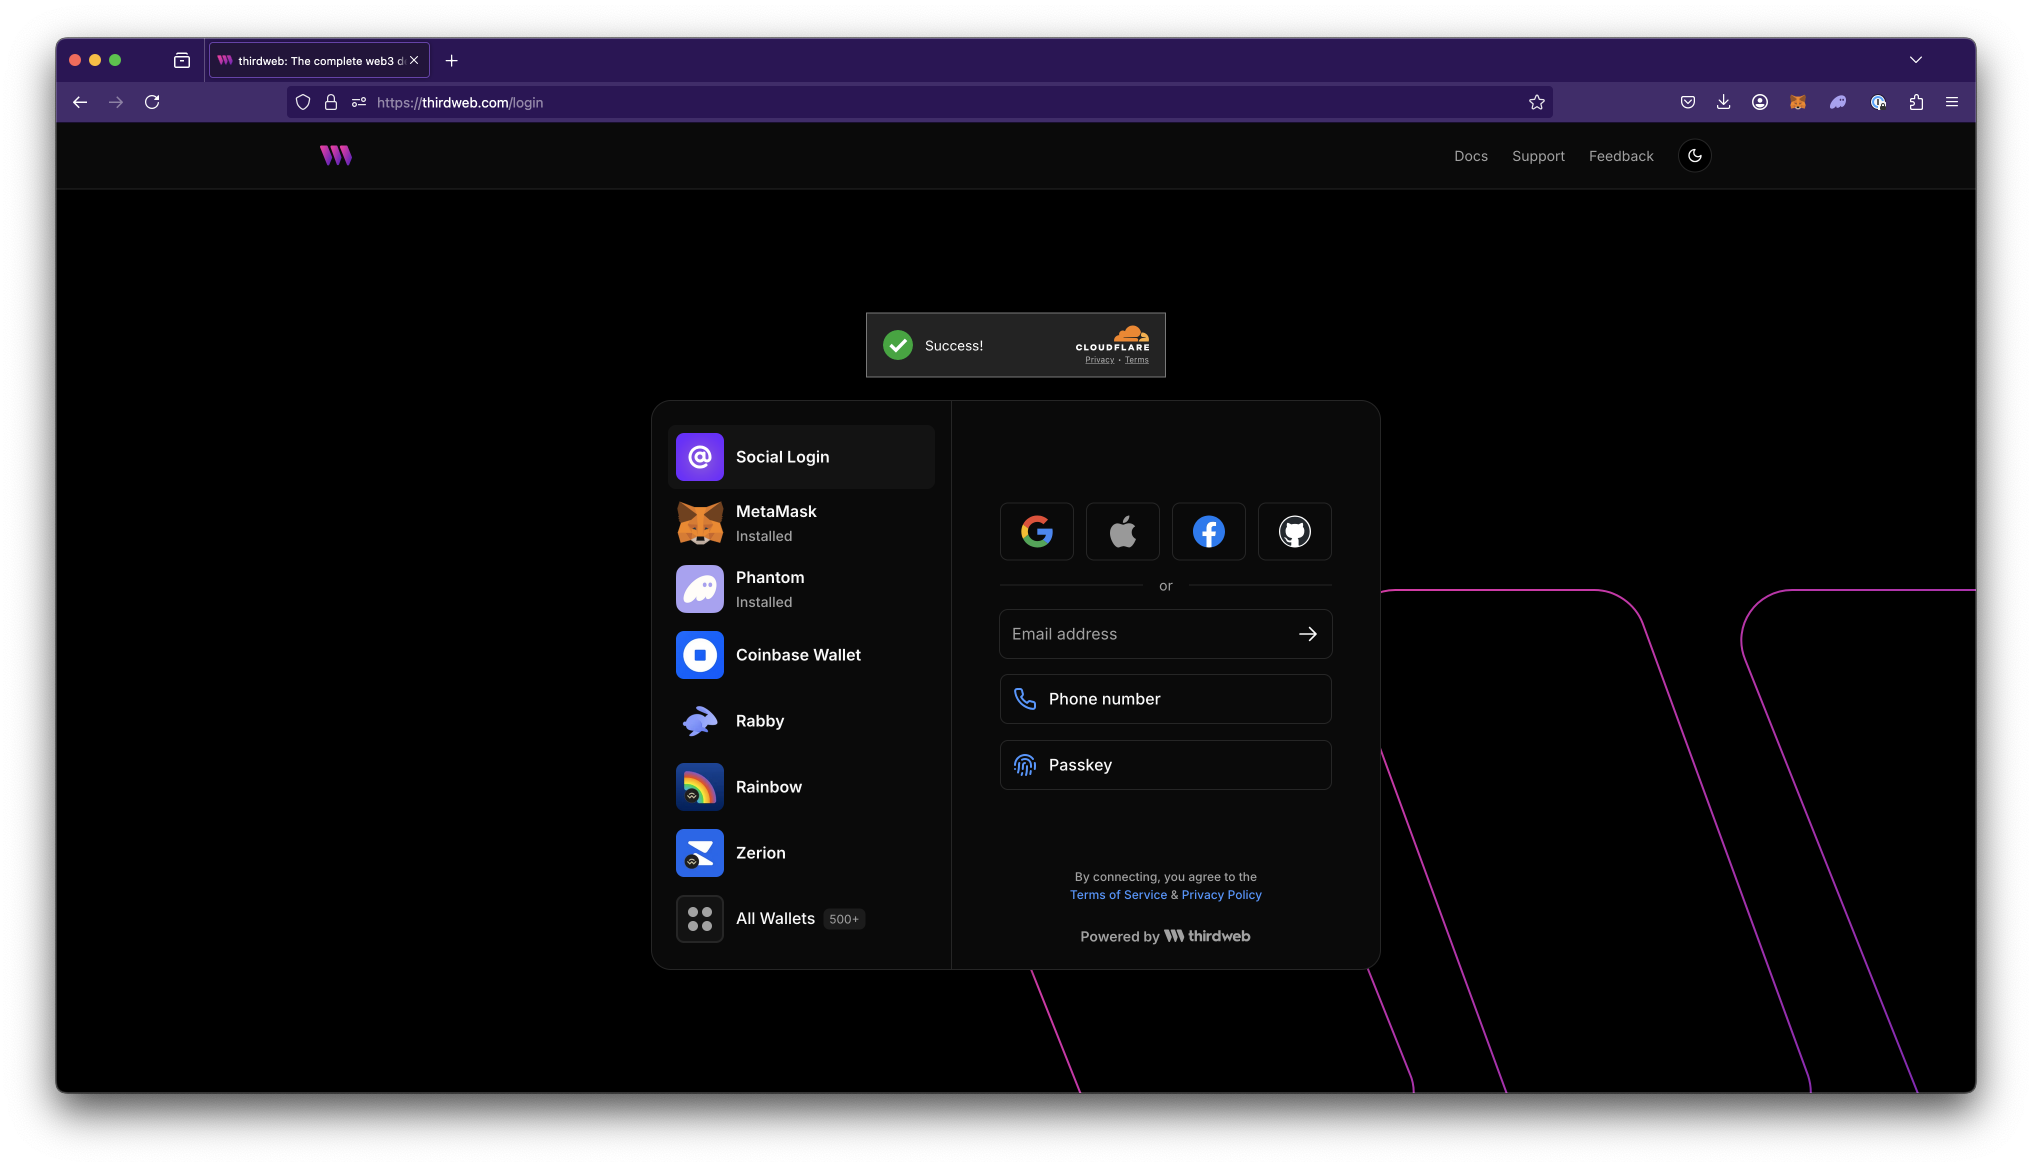 thirdweb: The complete web3 d
https://thirdweb.com/login
Docs
Support
Feedback
Success!
CLOUDFLARE
Privacy • Terms
Social Login
MetaMask
Installed
Phantom
Installed
Coinbase Wallet
Rabby
Rainbow
Zerion
All Wallets 500+
or
Email address
Phone number
Passkey
By connecting, you agree to the
Terms of Service & Privacy Policy
Powered by thirdweb